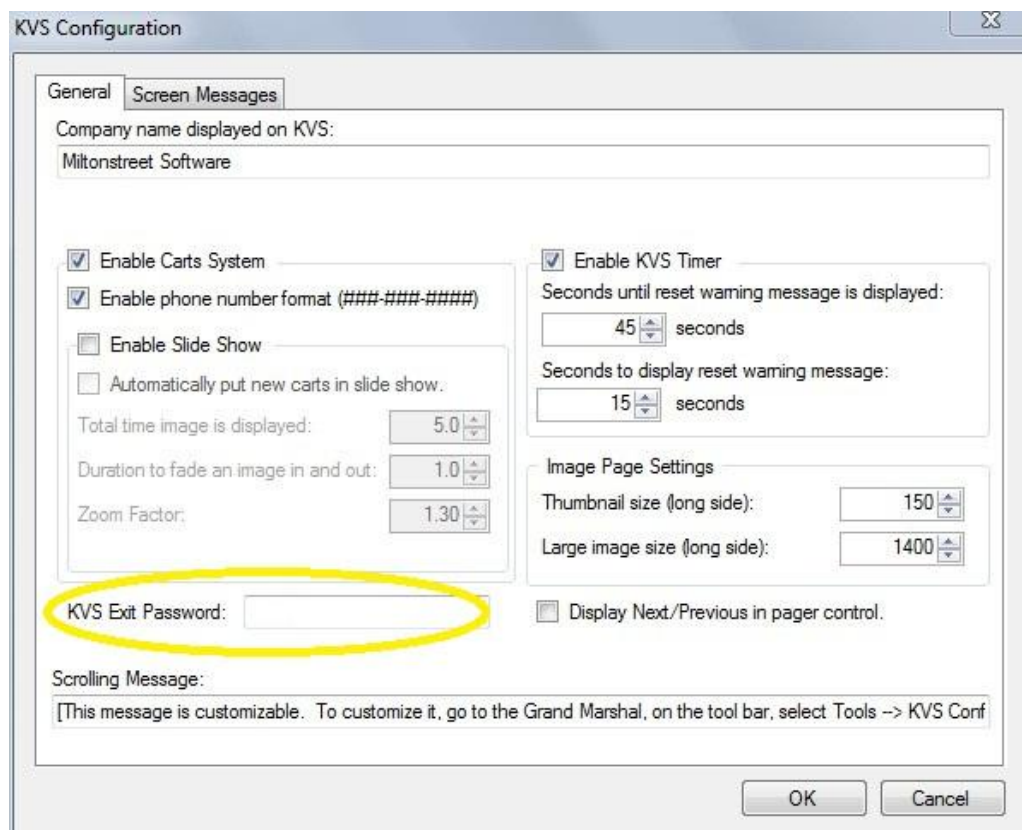 KVS Configuration
General
Screen Messages
Company name displayed on KVS:
Miltonstreet Software
Enable Carts System
Enable phone number format (###-###-####)
Enable Slide Show
Automatically put new carts in slide show.
Total time image is displayed: 5.0
Duration to fade an image in and out: 1.0
Zoom Factor: 1.30
Enable KVS Timer
Seconds until reset warning message is displayed:
45 seconds
Seconds to display reset warning message:
15 seconds
Image Page Settings
Thumbnail size (long side): 150
Large image size (long side): 1400
KVS Exit Password:
Display Next/Previous in pager control.
Scrolling Message:
[This message is customizable.  To customize it, go to the Grand Marshal, on the tool bar, select Tools --> KVS Conf
OK
Cancel